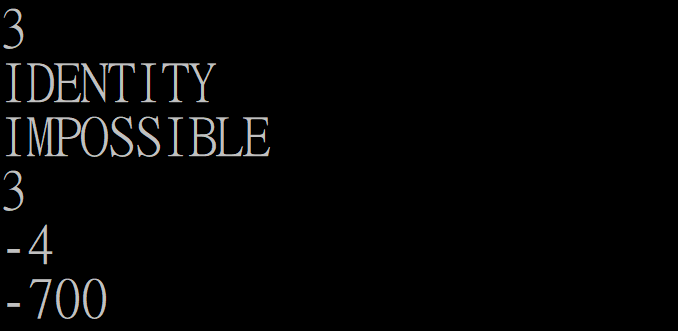 3
IDENTITY
IMPOSSIBLE
3
-4
-700